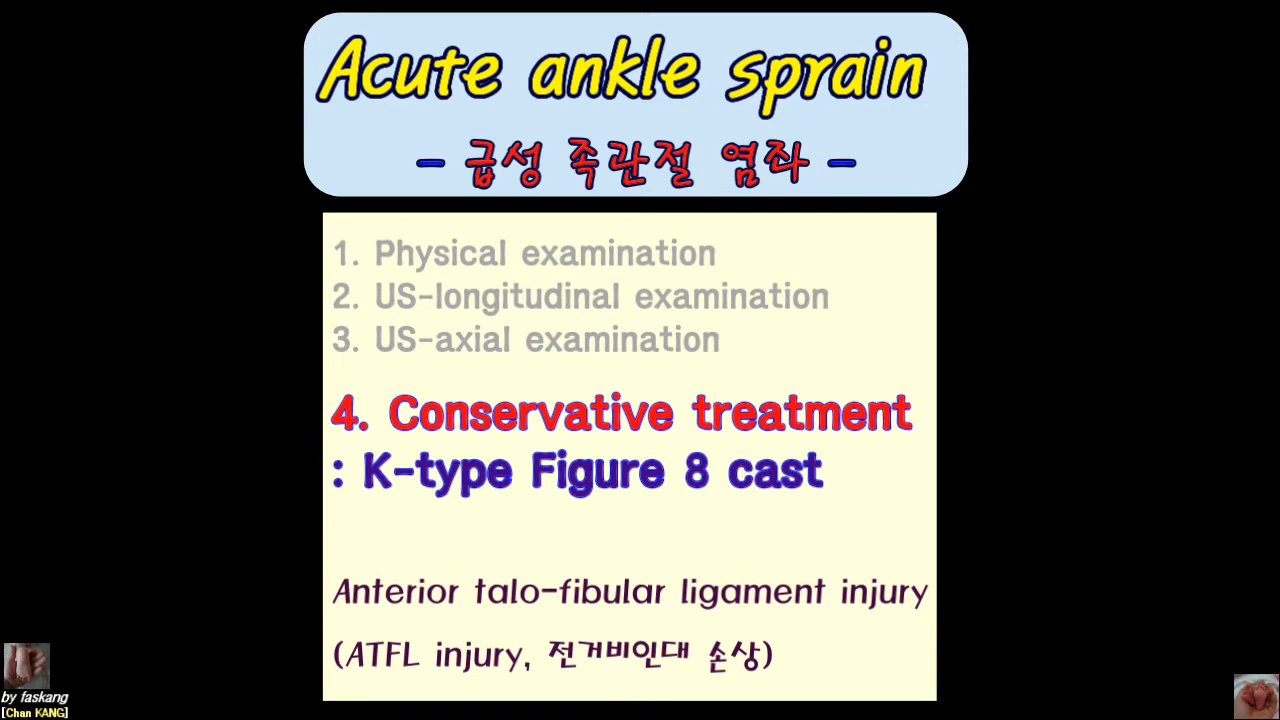 Acute ankle sprain
- 급성 족관절 염좌 -
1. Physical examination
2. US-longitudinal examination
3. US-axial examination
4. Conservative treatment
: K-type Figure 8 cast
Anterior talo-fibular ligament injury
(ATFL injury, 전거비인대 손상)
by faskang
[Chan KANG]